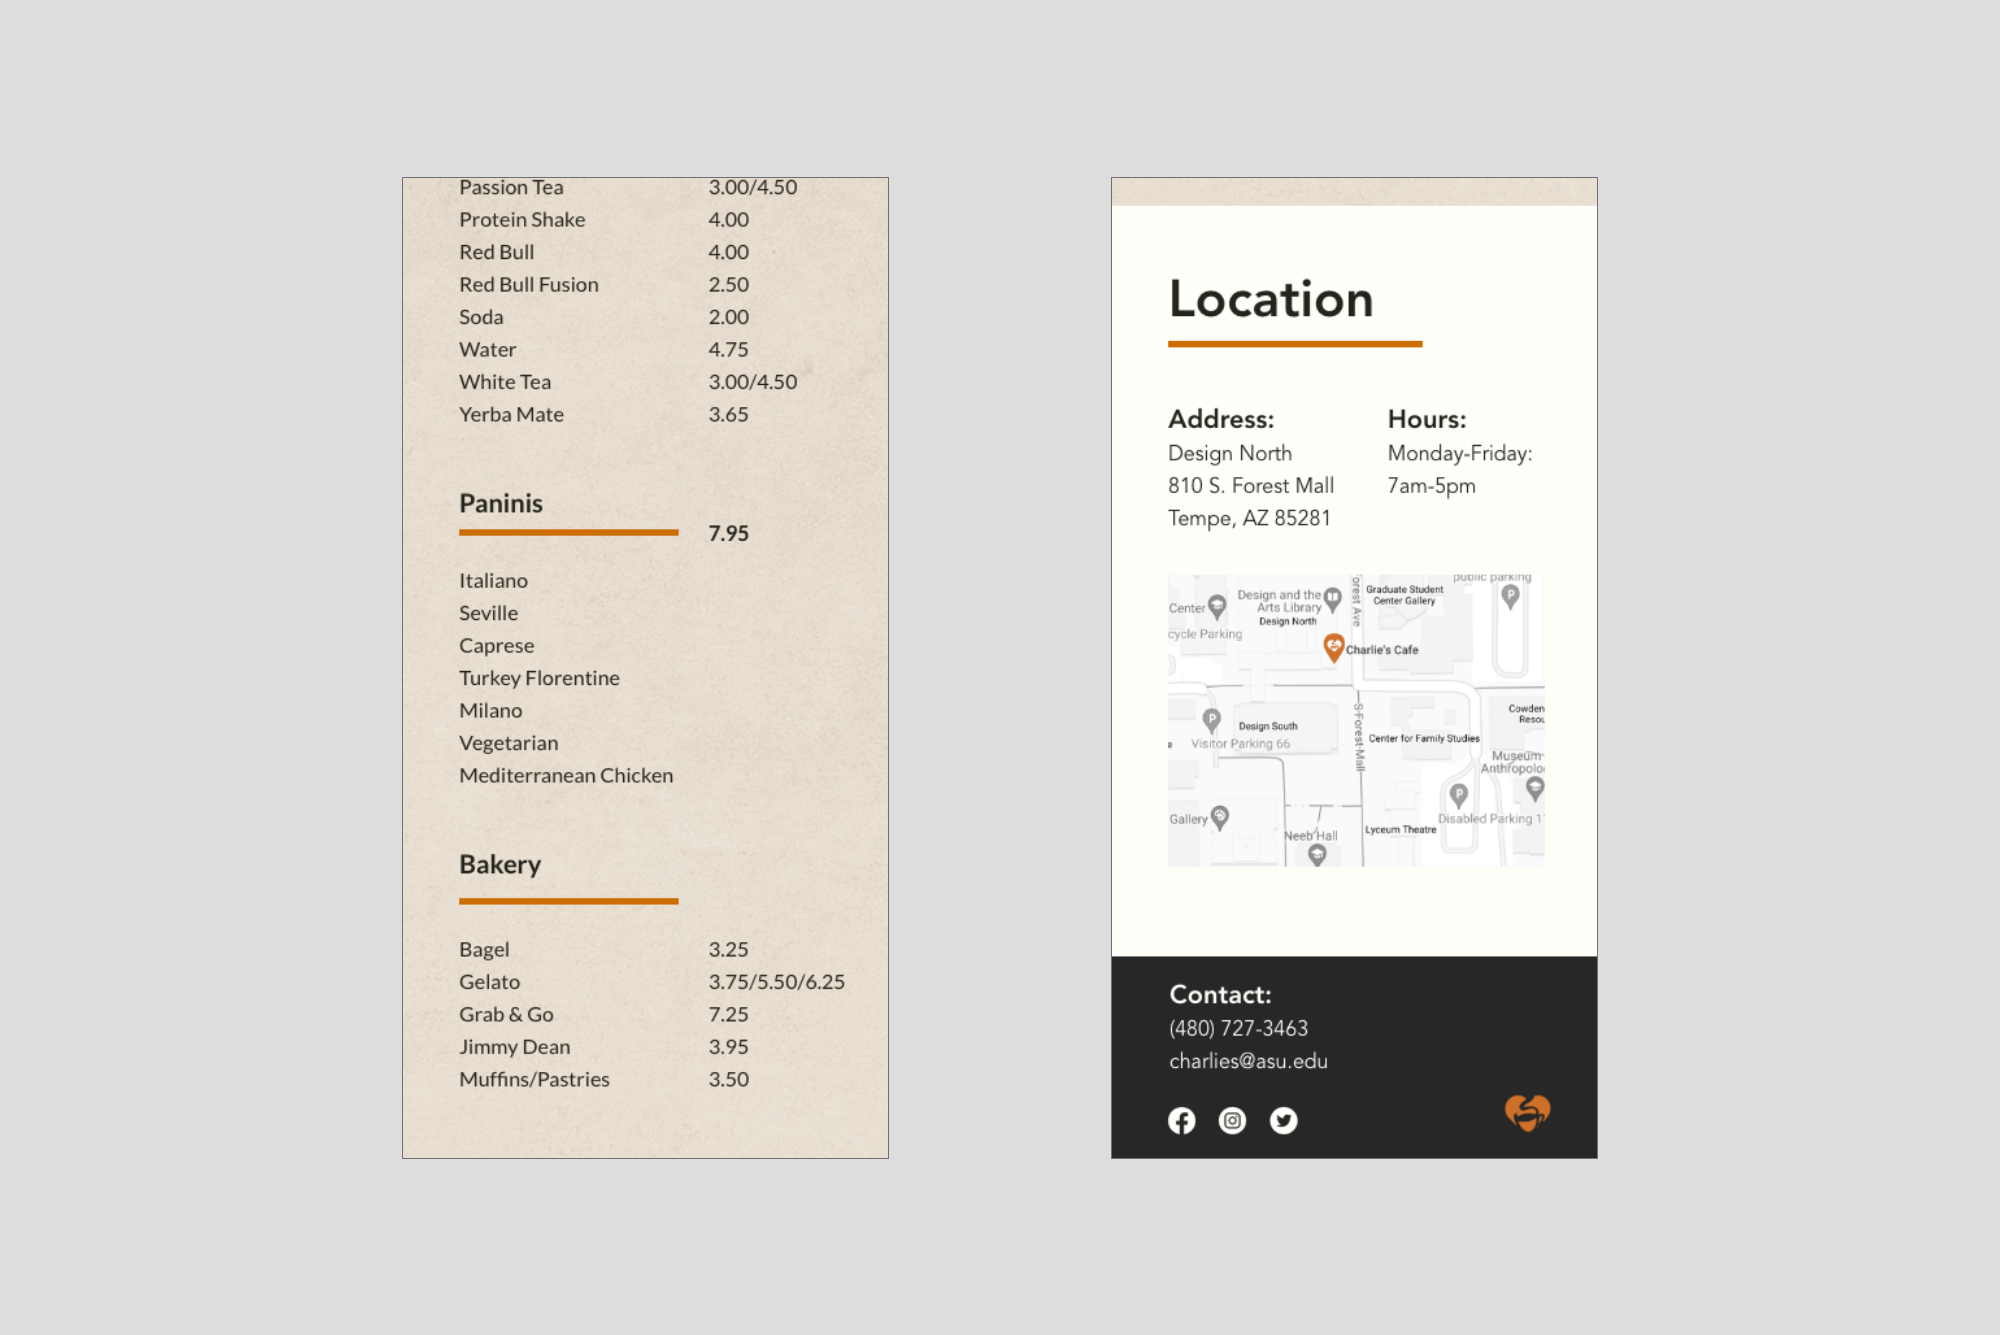 Passion Tea 3.00/4.50
Protein Shake 4.00
Red Bull 4.00
Red Bull Fusion 2.50
Soda 2.00
Water 4.75
White Tea 3.00/4.50
Yerba Mate 3.65
Paninis
7.95
Italiano
Seville
Caprese
Turkey Florentine
Milano
Vegetarian
Mediterranean Chicken
Bakery
Bagel 3.25
Gelato 3.75/5.50/6.25
Grab & Go 7.25
Jimmy Dean 3.95
Muffins/Pastries 3.50
Location
Address:
Design North
810 S. Forest Mall
Tempe, AZ 85281
Hours:
Monday-Friday:
7am-5pm
public parking
Design and the
Arts Library
Design North
orest Ave
Graduate Student
Center Gallery
Center
cycle Parking
Charlie's Cafe
Design South
Visitor Parking 66
S Forest Mall
Center for Family Studies
Cowden
Resou
Museum
Anthropolo
Gallery
Neeb Hall
Lyceum Theatre
Disabled Parking 1
Contact:
(480) 727-3463
charlies@asu.edu